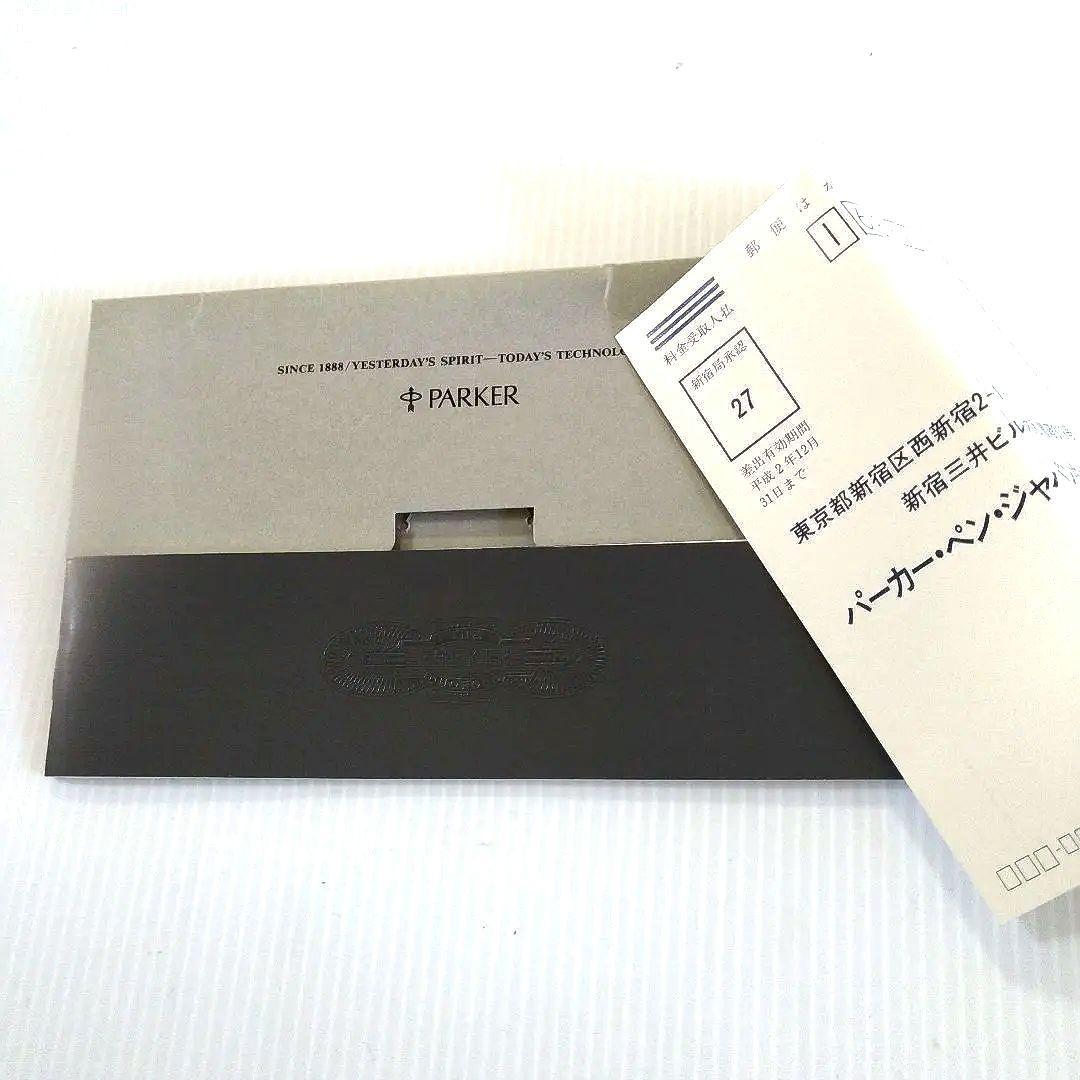 SINCE 1888/YESTERDAY'S SPIRIT—TODAY'S
PARKER
郵便は
1
料金受取人払
新宿局承認
27
差出有効期間
平成2年12月
31日まで
東京都新宿区西新宿2-
新宿三井ビル
パーカー・ペン・ジャパ